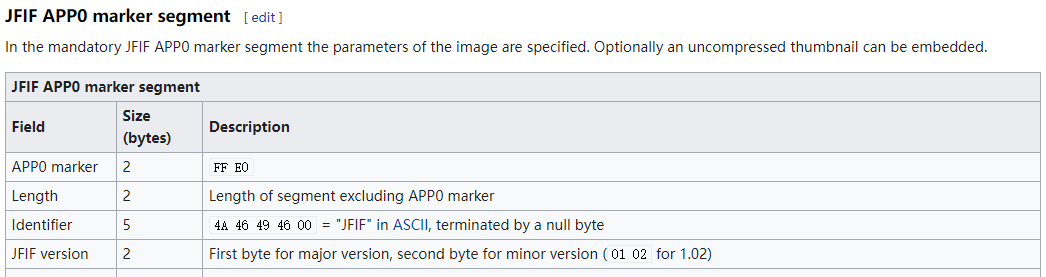 JFIF APP0 marker segment [ edit ]
In the mandatory JFIF APP0 marker segment the parameters of the image are specified. Optionally an uncompressed thumbnail can be embedded.
JFIF APP0 marker segment
Field Size (bytes) Description
APP0 marker 2 FF E0
Length 2 Length of segment excluding APP0 marker
Identifier 5 4A 46 49 46 00 = "JFIF" in ASCII, terminated by a null byte
JFIF version 2 First byte for major version, second byte for minor version ( 01 02 for 1.02)